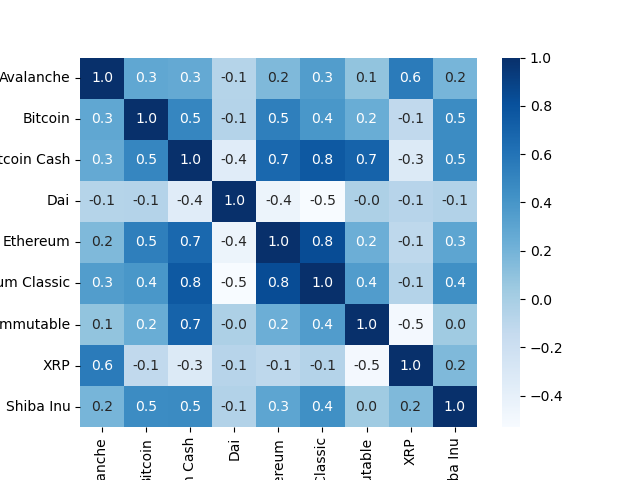 Avalanche 1.0 0.3 0.3 -0.1 0.2 0.3 0.1 0.6 0.2
Bitcoin 0.3 1.0 0.5 -0.1 0.5 0.4 0.2 -0.1 0.5
tcoin Cash 0.3 0.5 1.0 -0.4 0.7 0.8 0.7 -0.3 0.5
Dai -0.1 -0.1 -0.4 1.0 -0.4 -0.5 -0.0 -0.1 -0.1
Ethereum 0.2 0.5 0.7 -0.4 1.0 0.8 0.2 -0.1 0.3
um Classic 0.3 0.4 0.8 -0.5 0.8 1.0 0.4 -0.1 0.4
mmutable 0.1 0.2 0.7 -0.0 0.2 0.4 1.0 -0.5 0.0
XRP 0.6 -0.1 -0.3 -0.1 -0.1 -0.1 -0.5 1.0 0.2
Shiba Inu 0.2 0.5 0.5 -0.1 0.3 0.4 0.0 0.2 1.0
anche
itcoin
n Cash
Dai
ereum
Classic
utable
XRP
ba Inu
1.0
0.8
0.6
0.4
0.2
0.0
−0.2
−0.4